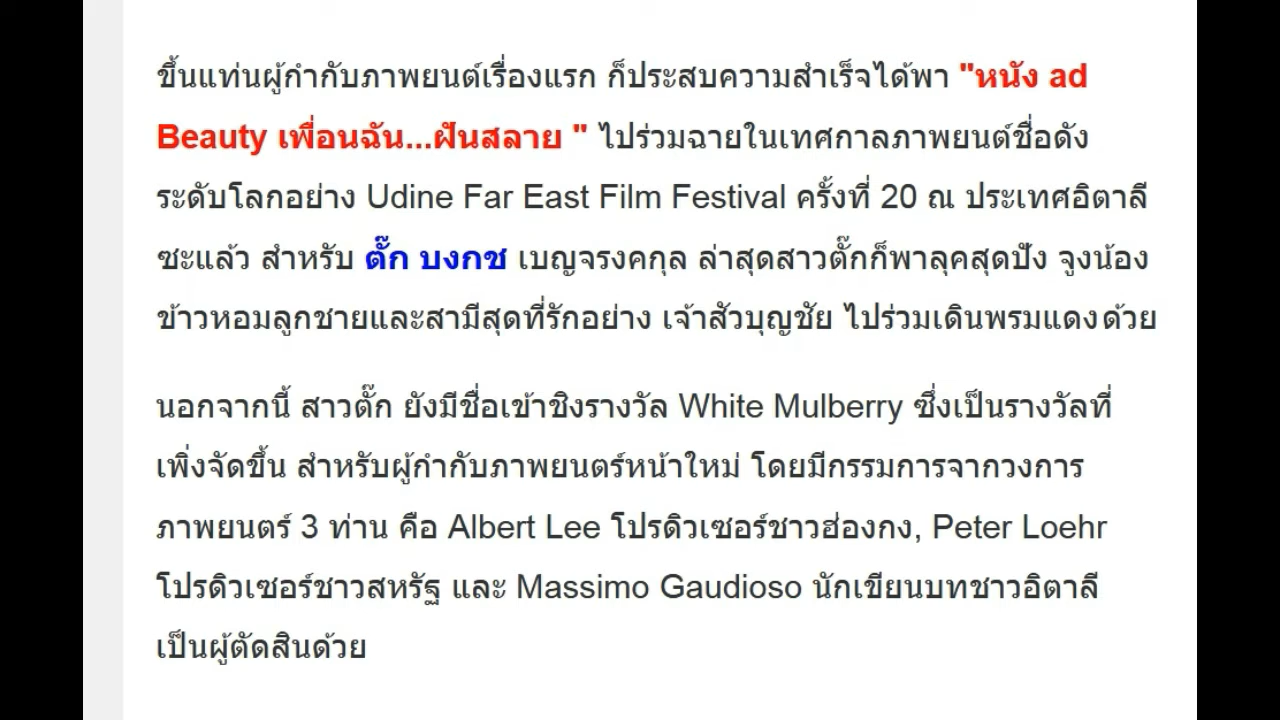 ขึ้นแท่นผู้กำกับภาพยนต์เรื่องแรก ก็ประสบความสำเร็จได้พา "หนัง ad
Beauty เพื่อนฉัน...ฝันสลาย " ไปร่วมฉายในเทศกาลภาพยนต์ชื่อดัง
ระดับโลกอย่าง Udine Far East Film Festival ครั้งที่ 20 ณ ประเทศอิตาลี
ซะแล้ว สำหรับ ตั๊ก บงกช เบญจรงคกุล ล่าสุดสาวตั๊กก็พาลุคสุดปัง จูงน้อง
ข้าวหอมลูกชายและสามีสุดที่รักอย่าง เจ้าสัวบุญชัย ไปร่วมเดินพรมแดงด้วย
นอกจากนี้ สาวตั๊ก ยังมีชื่อเข้าชิงรางวัล White Mulberry ซึ่งเป็นรางวัลที่
เพิ่งจัดขึ้น สำหรับผู้กำกับภาพยนตร์หน้าใหม่ โดยมีกรรมการจากวงการ
ภาพยนตร์ 3 ท่าน คือ Albert Lee โปรดิวเซอร์ชาวฮ่องกง, Peter Loehr
โปรดิวเซอร์ชาวสหรัฐ และ Massimo Gaudioso นักเขียนบทชาวอิตาลี
เป็นผู้ตัดสินด้วย